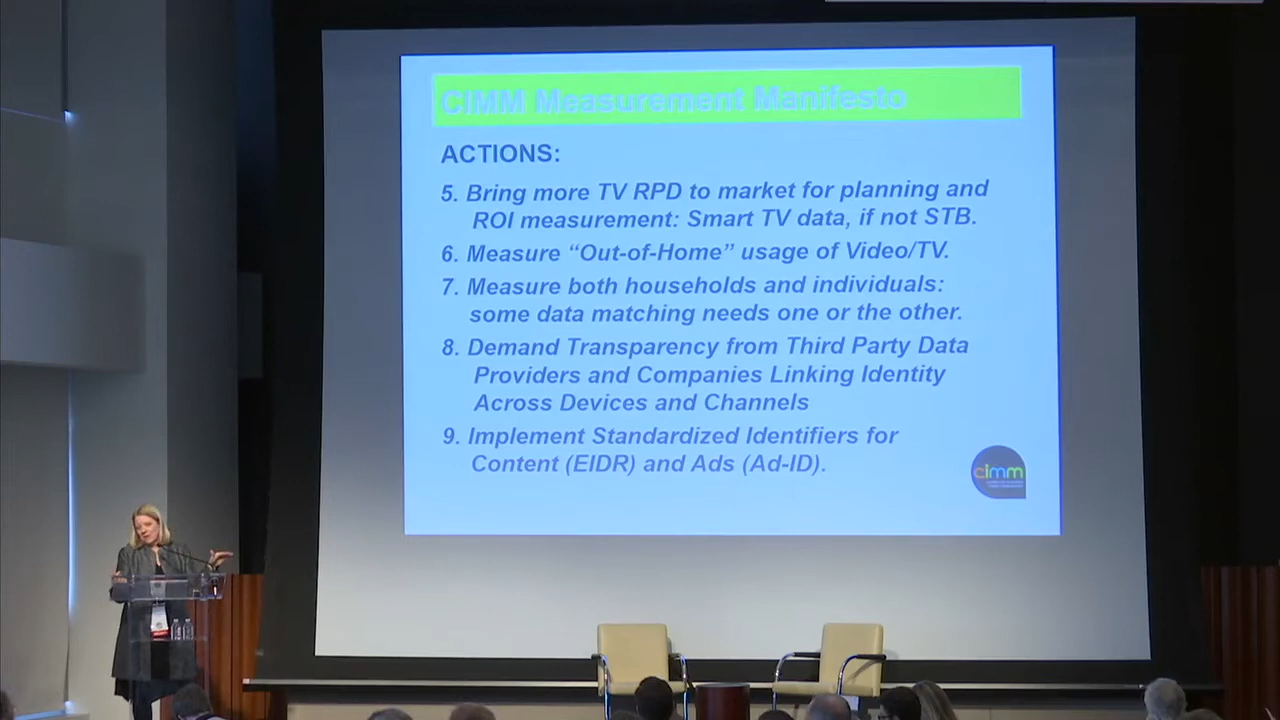 CIMM Measurement Manifesto
ACTIONS:
5. Bring more TV RPD to market for planning and
ROI measurement: Smart TV data, if not STB.
6. Measure “Out-of-Home” usage of Video/TV.
7. Measure both households and individuals:
some data matching needs one or the other.
8. Demand Transparency from Third Party Data
Providers and Companies Linking Identity
Across Devices and Channels
9. Implement Standardized Identifiers for
Content (EIDR) and Ads (Ad-ID).
cimm